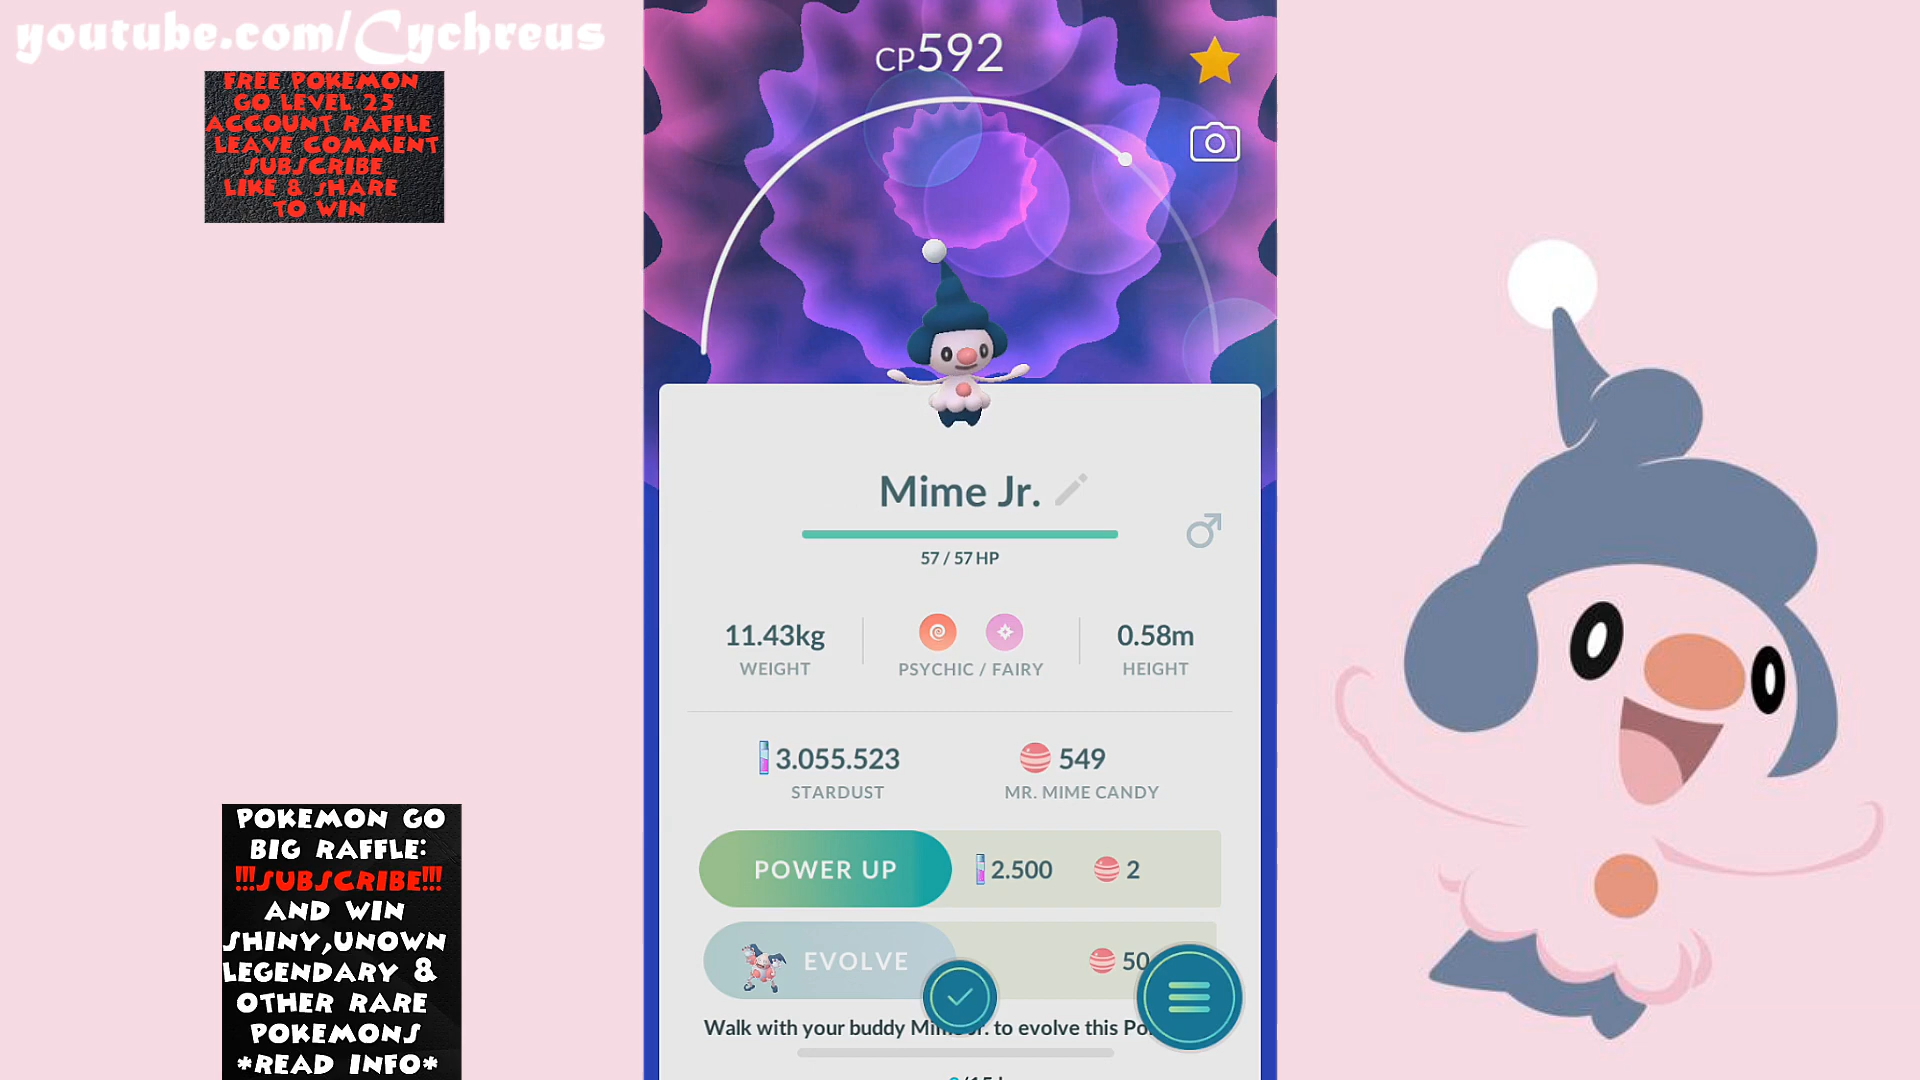 youtube.com/Cychreus
FREE POKEMON
GO LEVEL 25
ACCOUNT RAFFLE
LEAVE COMMENT
SUBSCRIBE
LIKE & SHARE
TO WIN
POKEMON GO
BIG RAFFLE:
!!!SUBSCRIBE!!!
AND WIN
SHINY,UNOWN
LEGENDARY &
OTHER RARE
POKEMONS
*READ INFO*
CP592
Mime Jr.
57 / 57 HP
11.43kg
WEIGHT
PSYCHIC / FAIRY
0.58m
HEIGHT
3.055.523
STARDUST
549
MR. MIME CANDY
POWER UP 2.500 2
EVOLVE 50
Walk with your buddy Mime Jr. to evolve this